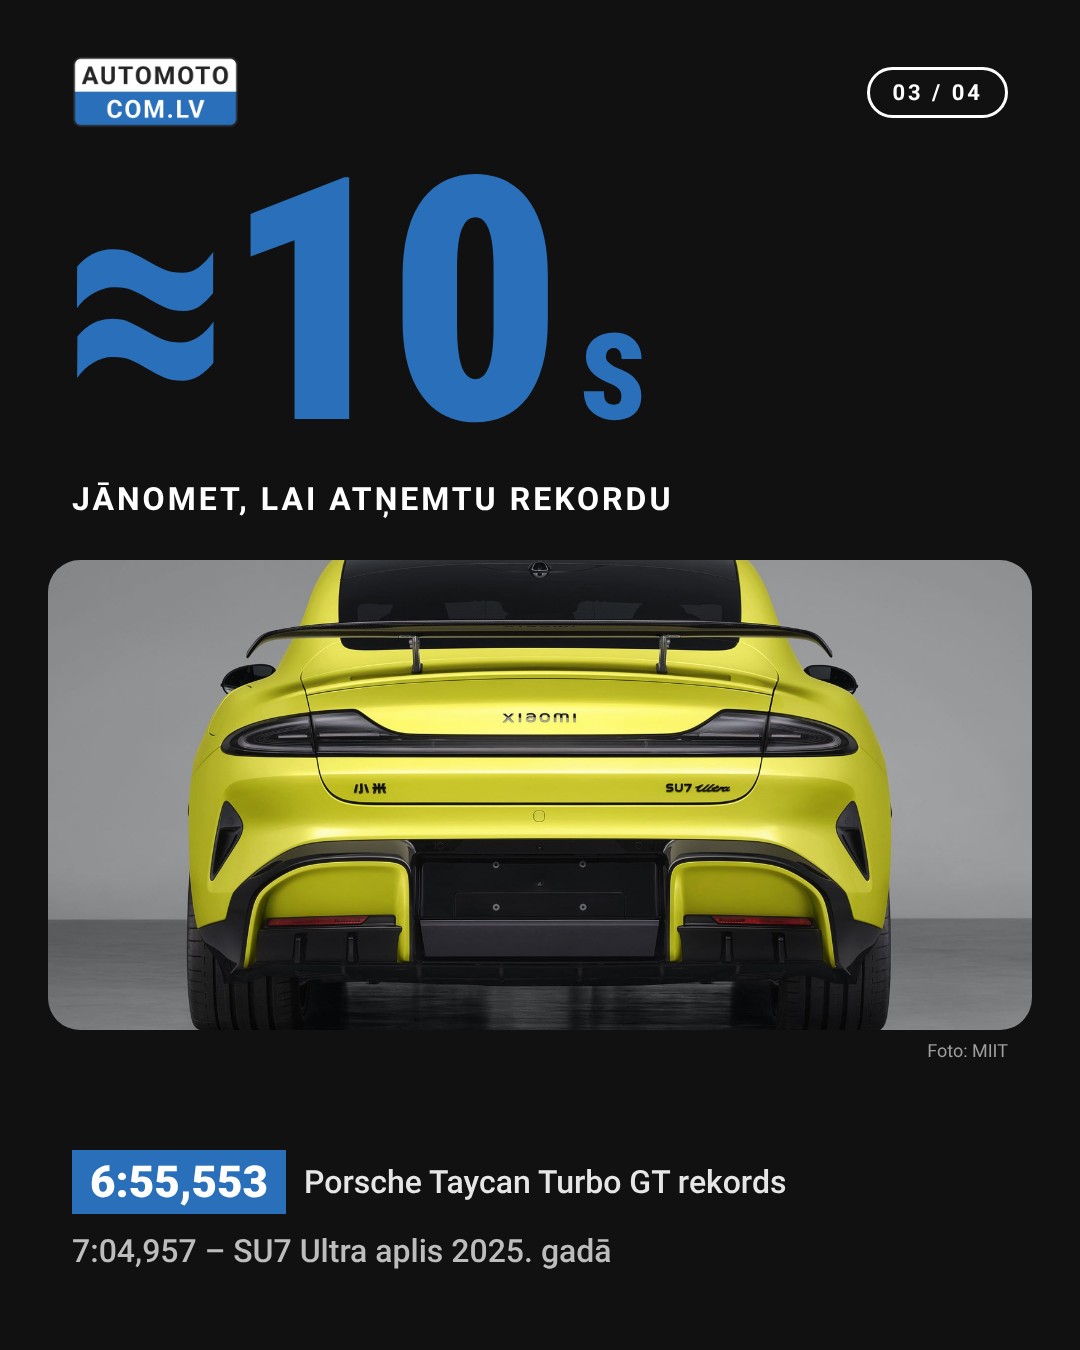 AUTOMOTO
COM.LV
03 / 04
≈10 s
JĀNOMET, LAI ATŅEMTU REKORDU
xiaomi
小米
SU7 Ultra
Foto: MIIT
6:55,553 Porsche Taycan Turbo GT rekords
7:04,957 – SU7 Ultra aplis 2025. gadā